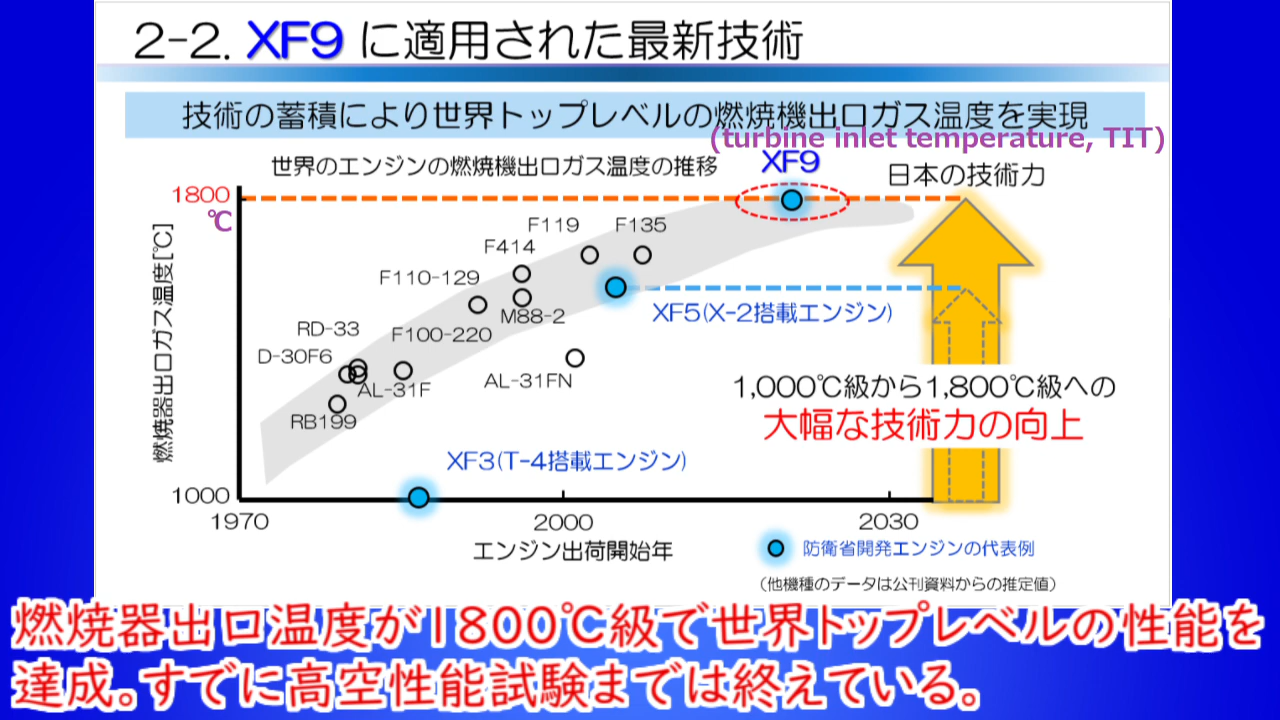 2-2. XF9 に適用された最新技術
技術の蓄積により世界トップレベルの燃焼機出口ガス温度を実現
(turbine inlet temperature, TIT)
世界のエンジンの燃焼機出口ガス温度の推移
XF9
日本の技術力
1800
℃
燃焼器出口ガス温度[℃]
F119
F135
F414
F110-129
M88-2
XF5(X-2搭載エンジン)
RD-33
F100-220
D-30F6
AL-31F
AL-31FN
RB199
1,000℃級から1,800℃級への
大幅な技術力の向上
XF3(T-4搭載エンジン)
1000
1970
2000
2030
エンジン出荷開始年
防衛省開発エンジンの代表例
(他機種のデータは公刊資料からの推定値)
燃焼器出口温度が1800℃級で世界トップレベルの性能を
達成。すでに高空性能試験までは終えている。